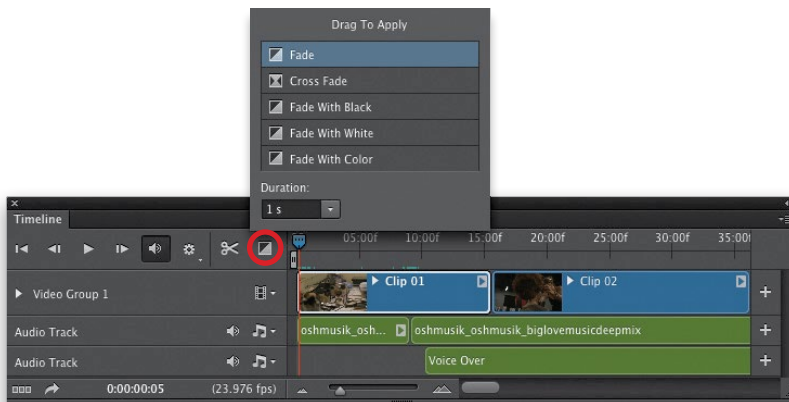 Drag To Apply
Fade
Cross Fade
Fade With Black
Fade With White
Fade With Color
Duration:
1 s
Timeline
05:00f 10:00f 15:00f 20:00f 25:00f 30:00f 35:00f
Video Group 1
Clip 01
Clip 02
Audio Track
oshmusik_osh...
oshmusik_oshmusik_biglovemusicdeepmix
Audio Track
Voice Over
0:00:00:05 (23.976 fps)